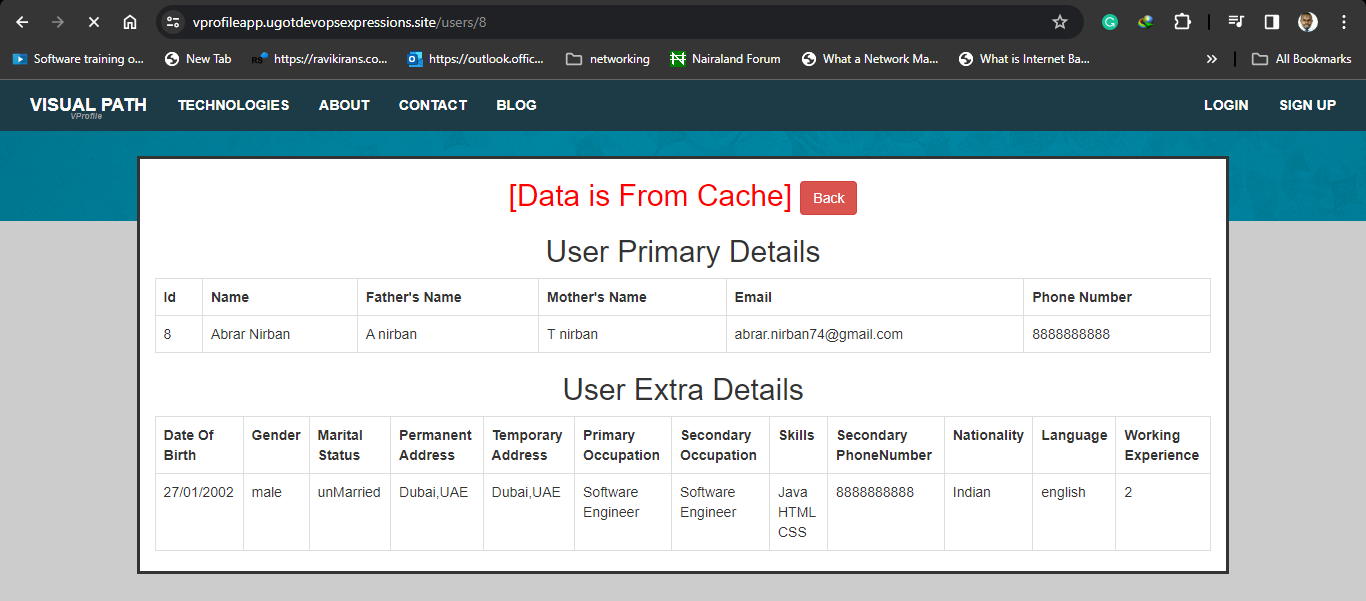 vprofileapp.ugotdevopsexpressions.site/users/8
Software training o... New Tab RS https://ravikirans.co... https://outlook.offic... networking Nairaland Forum What a Network Ma... What is Internet Ba... » All Bookmarks
VISUAL PATH TECHNOLOGIES ABOUT CONTACT BLOG LOGIN SIGN UP
VProfile
[Data is From Cache] Back
User Primary Details
Id Name Father's Name Mother's Name Email Phone Number
8 Abrar Nirban A nirban T nirban abrar.nirban74@gmail.com 8888888888
User Extra Details
Date Of Gender Marital Permanent Temporary Primary Secondary Skills Secondary Nationality Language Working
Birth Status Address Address Occupation Occupation PhoneNumber Experience
27/01/2002 male unMarried Dubai,UAE Dubai,UAE Software Software Java 8888888888 Indian english 2
Engineer Engineer HTML
CSS